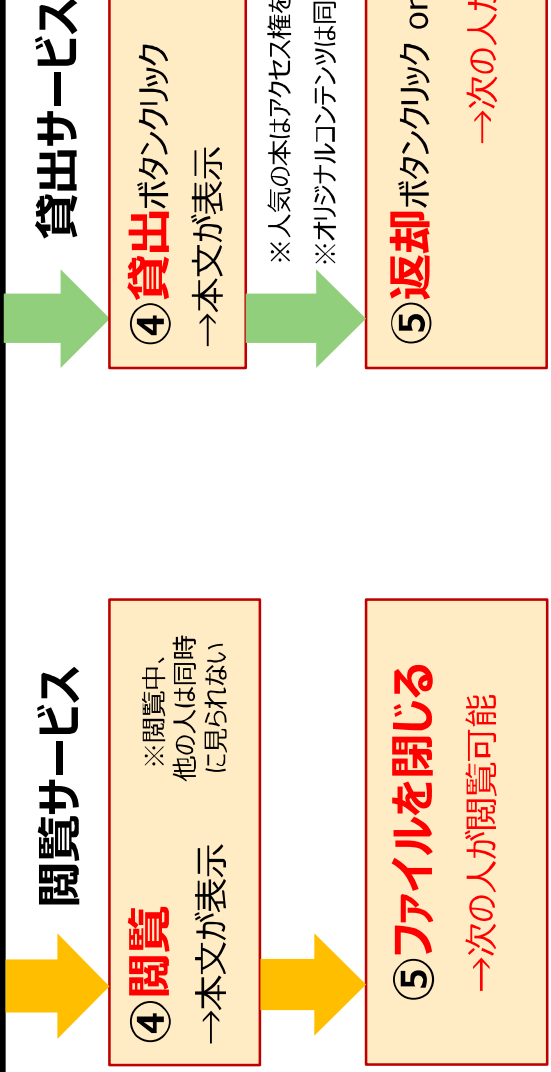 閲覧サービス
④閲覧
→本文が表示
※閲覧中、
他の人は同時
に見られない
⑤ファイルを閉じる
→次の人が閲覧可能
貸出サービス
④貸出ボタンクリック
→本文が表示
※人気の本はアクセス権を
※オリジナルコンテンツは同
⑤返却ボタンクリック or
→次の人が